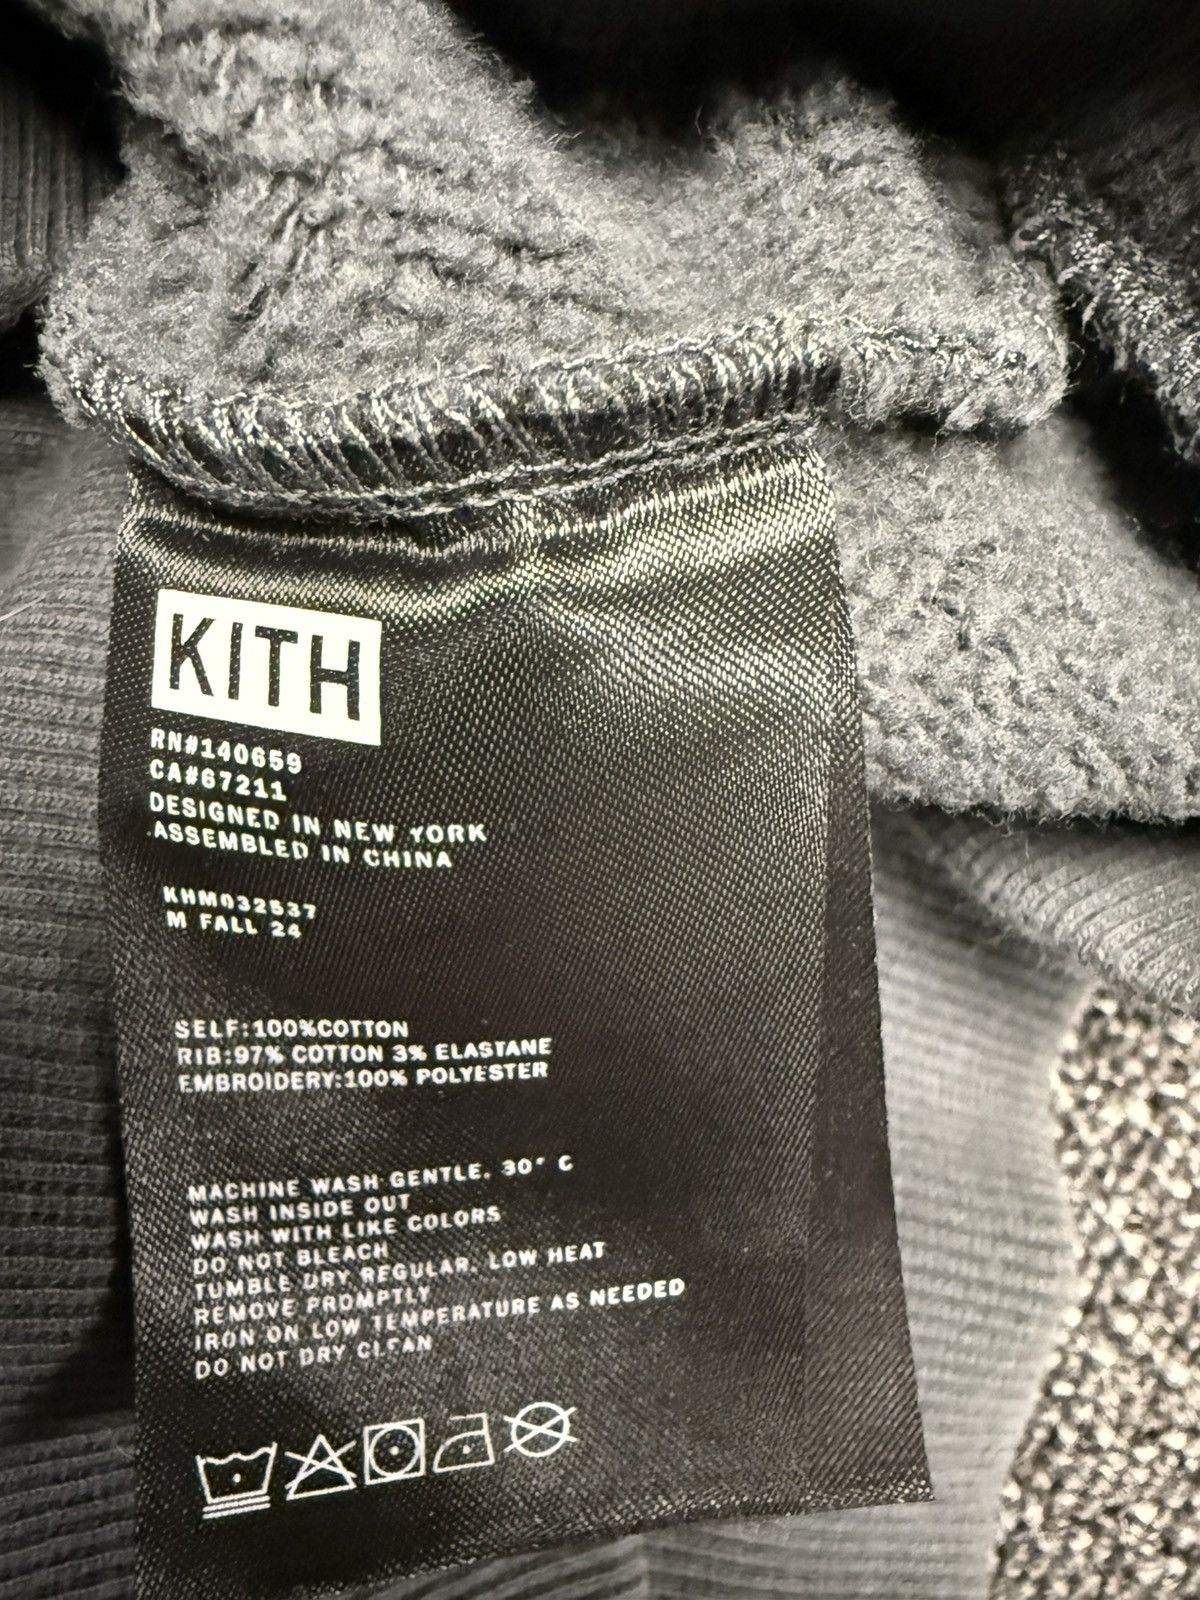 KITH
RN#140659
CA#67211
DESIGNED IN NEW YORK
ASSEMBLED IN CHINA
KHM032537
M FALL 24
SELF:100%COTTON
RIB:97% COTTON 3% ELASTANE
EMBROIDERY:100% POLYESTER
MACHINE WASH GENTLE, 30° C
WASH INSIDE OUT
WASH WITH LIKE COLORS
DO NOT BLEACH
TUMBLE DRY REGULAR, LOW HEAT
REMOVE PROMPTLY
IRON ON LOW TEMPERATURE AS NEEDED
DO NOT DRY CLEAN